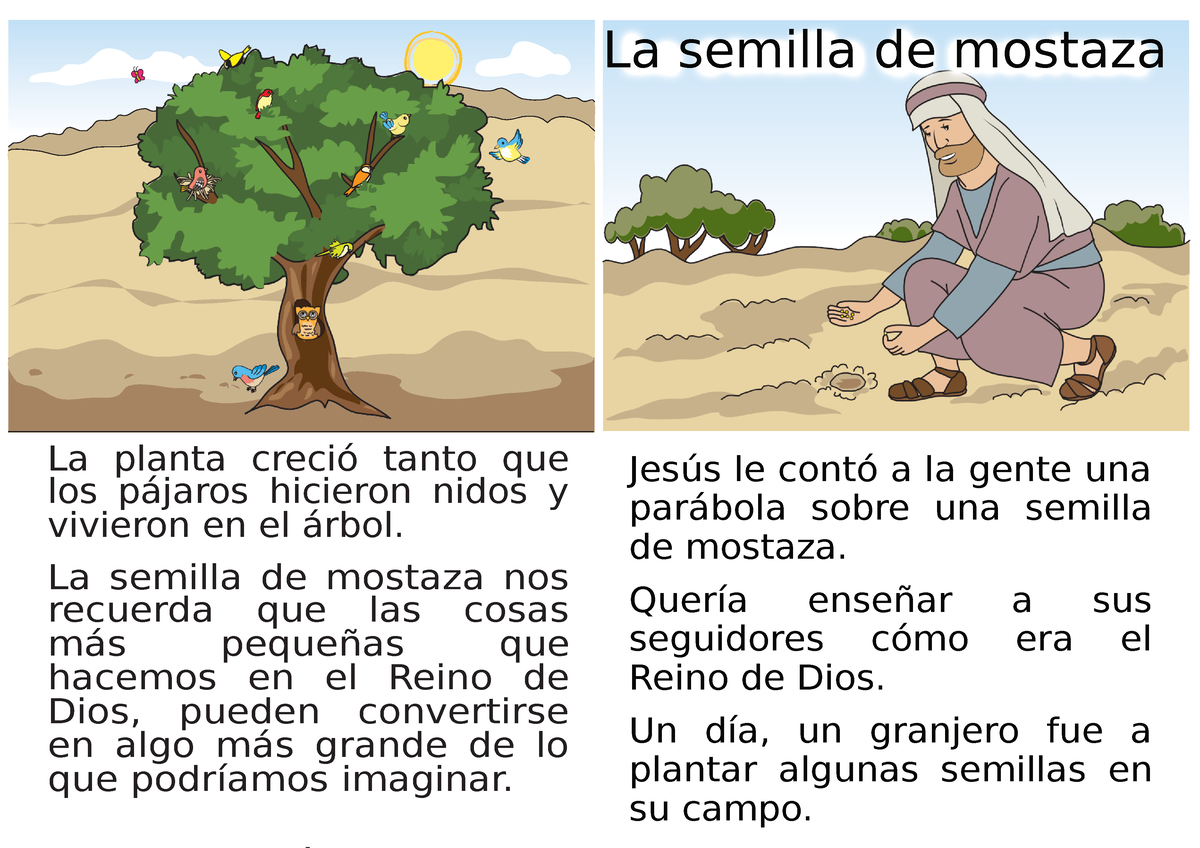 La planta creció tanto que
los pájaros hicieron nidos y
vivieron en el árbol.
La semilla de mostaza nos
recuerda que las cosas
más pequeñas que
hacemos en el Reino de
Dios, pueden convertirse
en algo más grande de lo
que podríamos imaginar.
La semilla de mostaza
Jesús le contó a la gente una
parábola sobre una semilla
de mostaza.
Quería enseñar a sus
seguidores cómo era el
Reino de Dios.
Un día, un granjero fue a
plantar algunas semillas en
su campo.